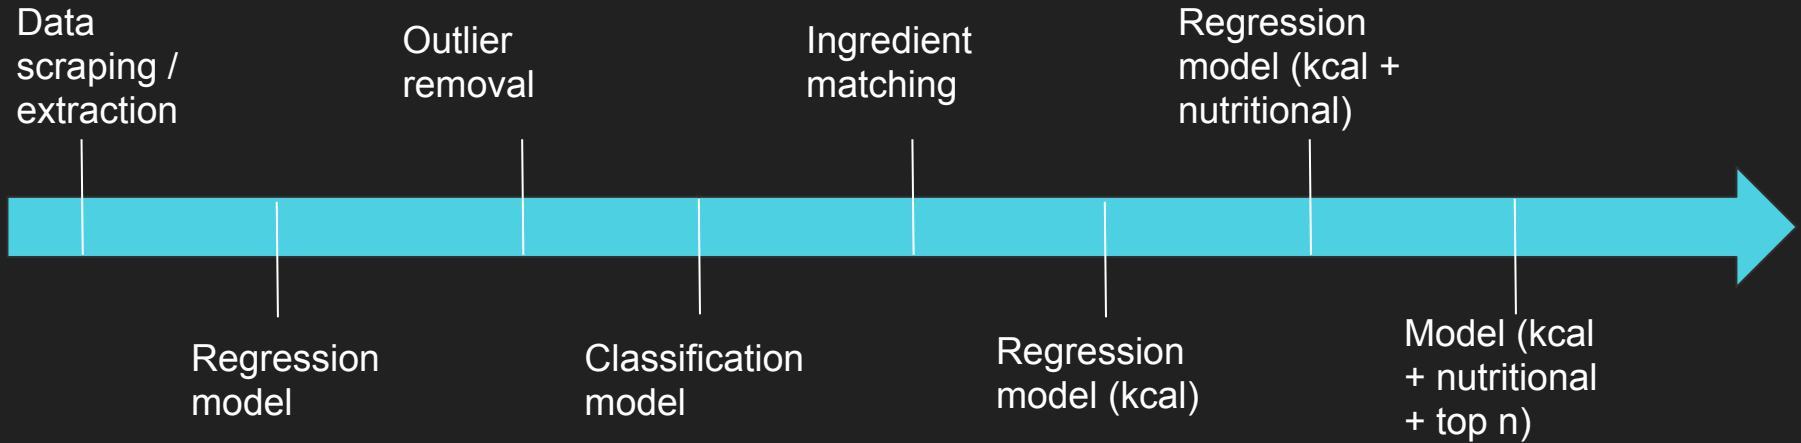 Data
scraping /
extraction
Regression
model
Outlier
removal
Classification
model
Ingredient
matching
Regression
model (kcal)
Regression
model (kcal +
nutritional)
Model (kcal
+ nutritional
+ top n)